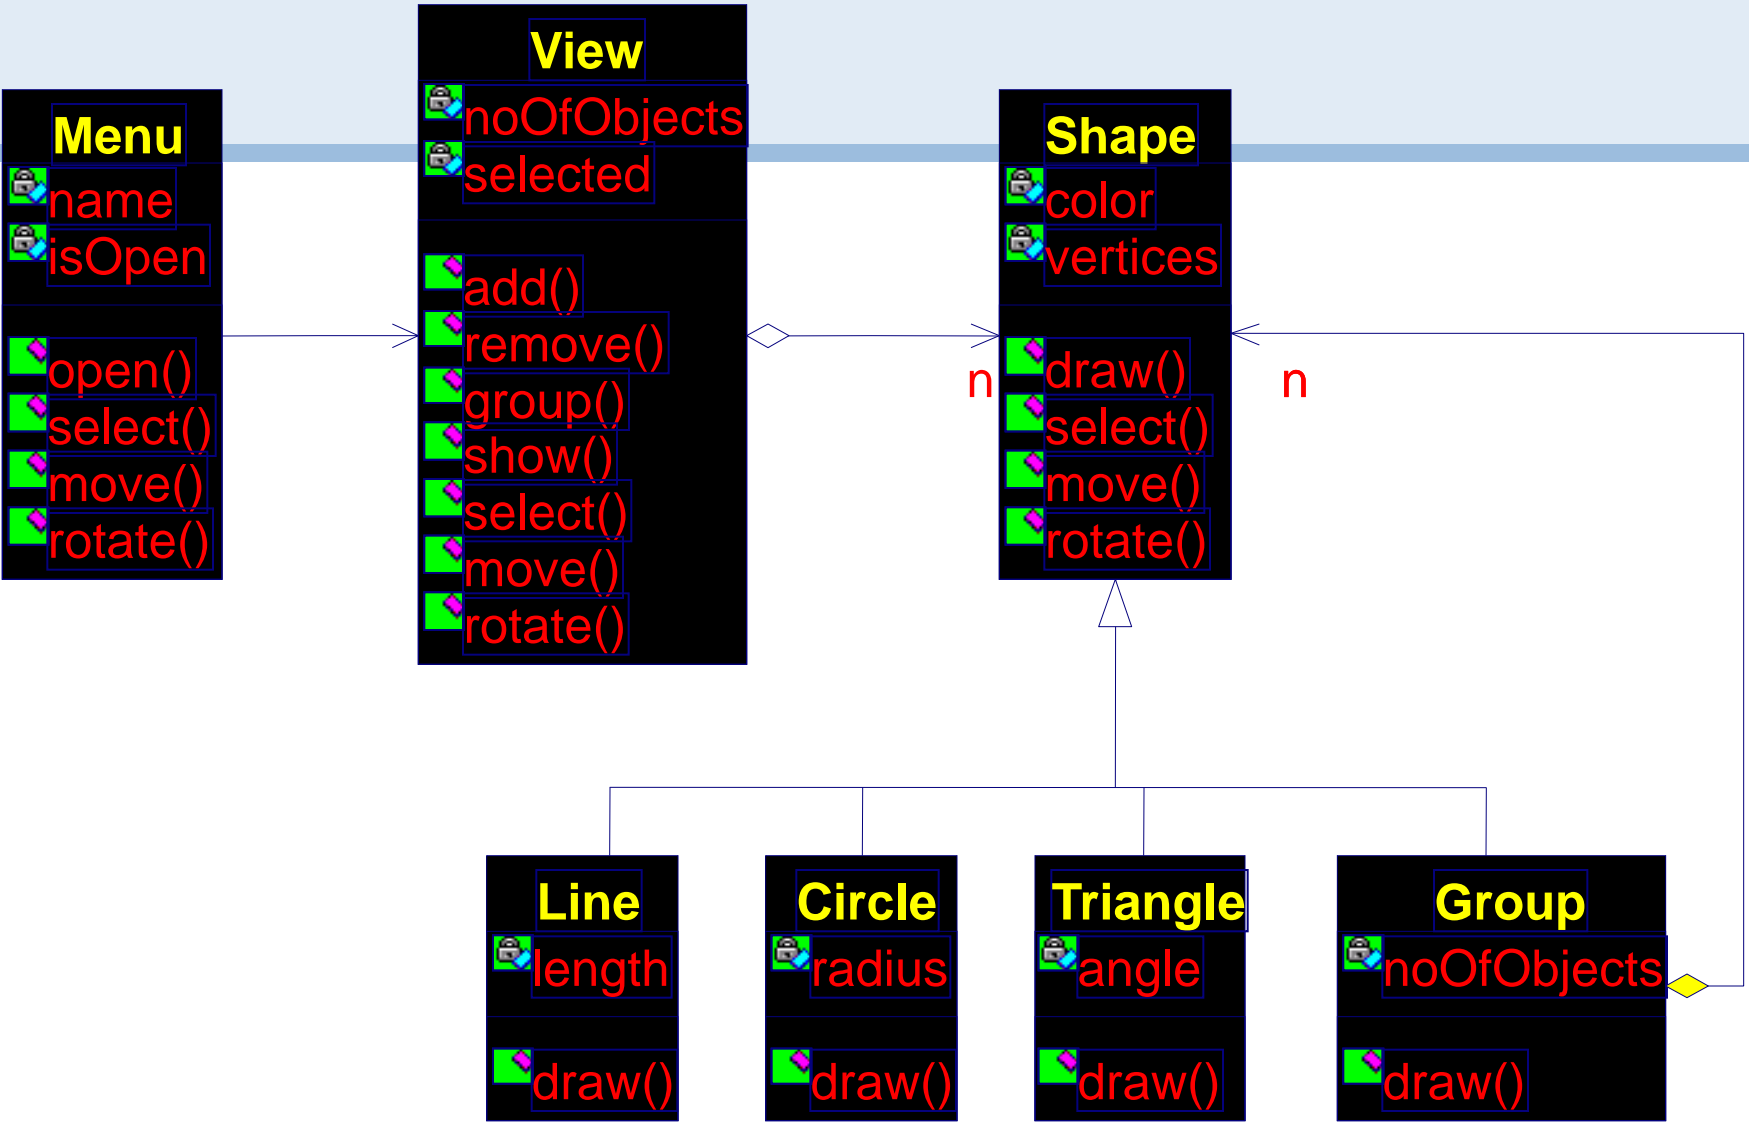 View
noOfObjects
selected
add()
remove()
group()
show()
select()
move()
rotate()
Menu
name
isOpen
open()
select()
move()
rotate()
Shape
color
vertices
draw()
select()
move()
rotate()
n
n
Line
length
draw()
Circle
radius
draw()
Triangle
angle
draw()
Group
noOfObjects
draw()